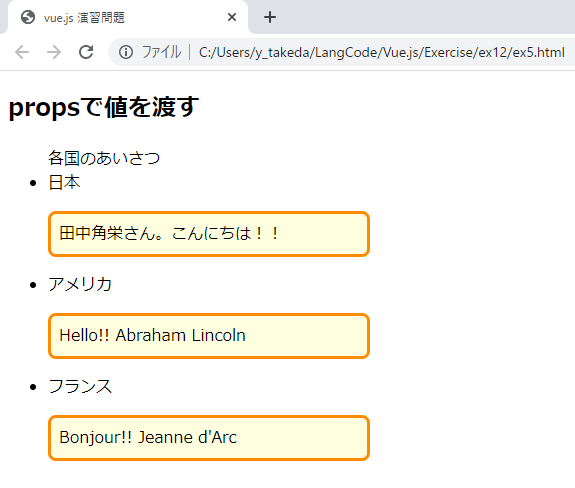 vue.js 演習問題
ファイル | C:/Users/y_takeda/LangCode/Vue.js/Exercise/ex12/ex5.html
propsで値を渡す
各国のあいさつ
日本
田中角栄さん。こんにちは！！
アメリカ
Hello!! Abraham Lincoln
フランス
Bonjour!! Jeanne d'Arc